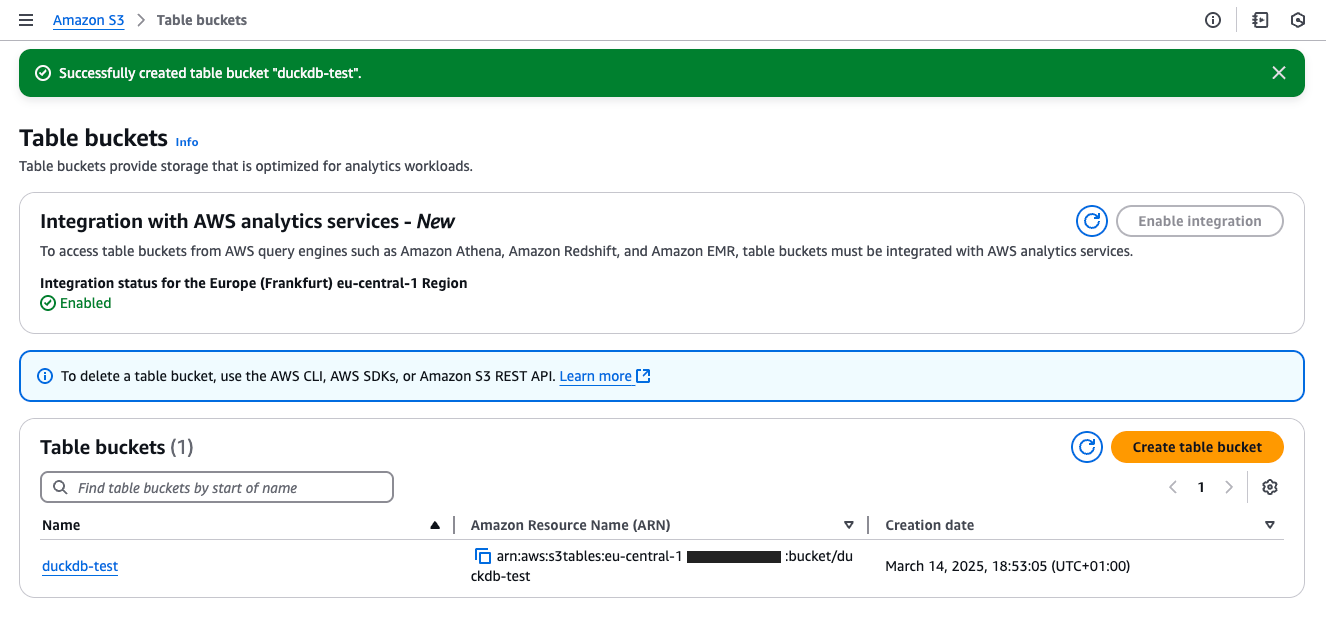 Amazon S3 > Table buckets
Successfully created table bucket "duckdb-test".
Table buckets Info
Table buckets provide storage that is optimized for analytics workloads.
Integration with AWS analytics services - New
Enable integration
To access table buckets from AWS query engines such as Amazon Athena, Amazon Redshift, and Amazon EMR, table buckets must be integrated with AWS analytics services.
Integration status for the Europe (Frankfurt) eu-central-1 Region
Enabled
To delete a table bucket, use the AWS CLI, AWS SDKs, or Amazon S3 REST API. Learn more
Table buckets (1)
Create table bucket
Find table buckets by start of name
1
Name Amazon Resource Name (ARN) Creation date
duckdb-test
arn:aws:s3tables:eu-central-1 :bucket/du
ckdb-test
March 14, 2025, 18:53:05 (UTC+01:00)